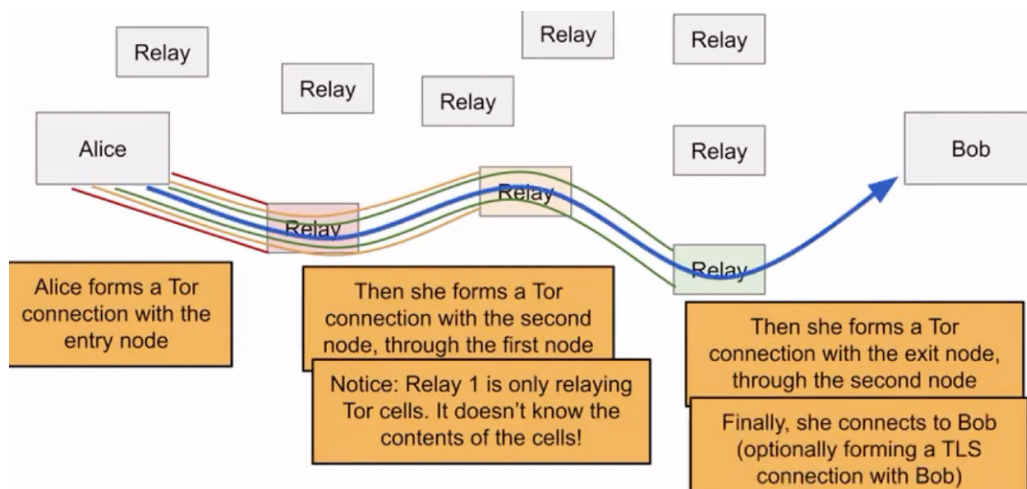 Relay
Relay
Relay
Relay
Relay
Alice
Relay
Bob
Relay
Relay
Relay
Alice forms a Tor
connection with the
entry node
Then she forms a Tor
connection with the second
node, through the first node
Notice: Relay 1 is only relaying
Tor cells. It doesn't know the
contents of the cells!
Then she forms a Tor
connection with the exit node,
through the second node
Finally, she connects to Bob
(optionally forming a TLS
connection with Bob)